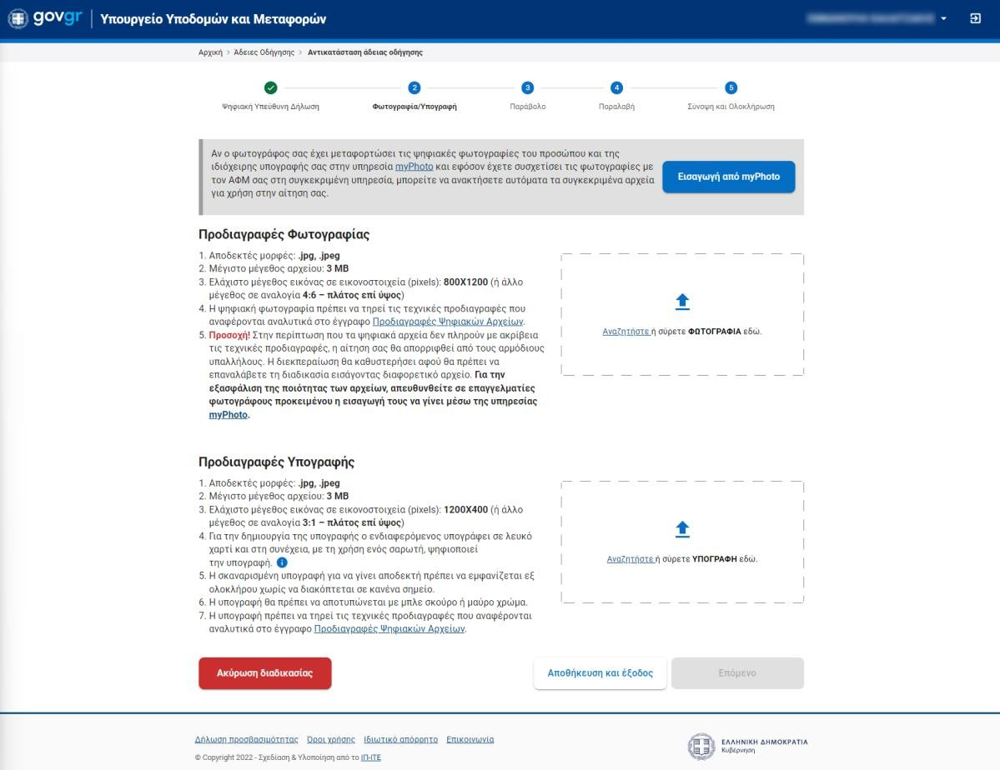 govgr Υπουργείο Υποδομών και Μεταφορών
Αρχική > Άδειες Οδήγησης > Αντικατάσταση άδειας οδήγησης
2 3 4 5
Ψηφιακή Υπεύθυνη Δήλωση Φωτογραφία/Υπογραφή Παράβολο Παραλαβή Σύνοψη και Ολοκλήρωση
Αν ο φωτογράφος σας έχει μεταφορτώσει τις ψηφιακές φωτογραφίες του προσώπου και της
ιδιόχειρης υπογραφής σας στην υπηρεσία myPhoto και εφόσον έχετε συσχετίσει τις φωτογραφίες με
τον ΑΦΜ σας στη συγκεκριμένη υπηρεσία, μπορείτε να ανακτήσετε αυτόματα τα συγκεκριμένα αρχεία
για χρήση στην αίτηση σας.
Εισαγωγή από myPhoto
Προδιαγραφές Φωτογραφίας
1. Αποδεκτές μορφές: .jpg, .jpeg
2. Μέγιστο μέγεθος αρχείου: 3 MB
3. Ελάχιστο μέγεθος εικόνας σε εικονοστοιχεία (pixels): 800X1200 (ή άλλο
μέγεθος σε αναλογία 4:6 – πλάτος επί ύψος)
4. Η ψηφιακή φωτογραφία πρέπει να τηρεί τις τεχνικές προδιαγραφές που
αναφέρονται αναλυτικά στο έγγραφο Προδιαγραφές Ψηφιακών Αρχείων.
5. Προσοχή! Στην περίπτωση που τα ψηφιακά αρχεία δεν πληρούν με ακρίβεια
τις τεχνικές προδιαγραφές, η αίτηση σας θα απορριφθεί από τους αρμόδιους
υπαλλήλους. Η διεκπεραίωση θα καθυστερήσει αφού θα πρέπει να
επαναλάβετε τη διαδικασία εισάγοντας διαφορετικό αρχείο. Για την
εξασφάλιση της ποιότητας των αρχείων, απευθυνθείτε σε επαγγελματίες
φωτογράφους προκειμένου η εισαγωγή τους να γίνει μέσω της υπηρεσίας
myPhoto.
Αναζητήστε ή σύρετε ΦΩΤΟΓΡΑΦΙΑ εδώ.
Προδιαγραφές Υπογραφής
1. Αποδεκτές μορφές: .jpg, .jpeg
2. Μέγιστο μέγεθος αρχείου: 3 MB
3. Ελάχιστο μέγεθος εικόνας σε εικονοστοιχεία (pixels): 1200X400 (ή άλλο
μέγεθος σε αναλογία 3:1 – πλάτος επί ύψος)
4. Για την δημιουργία της υπογραφής ο ενδιαφερόμενος υπογράφει σε λευκό
χαρτί και στη συνέχεια, με τη χρήση ενός σαρωτή, ψηφιοποιεί
την υπογραφή. i
5. Η σκαναρισμένη υπογραφή για να γίνει αποδεκτή πρέπει να εμφανίζεται εξ
ολοκλήρου χωρίς να διακόπτεται σε κανένα σημείο.
6. Η υπογραφή θα πρέπει να αποτυπώνεται με μπλε σκούρο ή μαύρο χρώμα.
7. Η υπογραφή πρέπει να τηρεί τις τεχνικές προδιαγραφές που αναφέρονται
αναλυτικά στο έγγραφο Προδιαγραφές Ψηφιακών Αρχείων.
Αναζητήστε ή σύρετε ΥΠΟΓΡΑΦΗ εδώ.
Ακύρωση διαδικασίας Αποθήκευση και έξοδος Επόμενο
Δήλωση προσβασιμότητας Όροι χρήσης Ιδιωτικό απόρρητο Επικοινωνία
© Copyright 2022 - Σχεδίαση & Υλοποίηση από το ΙΠ-ΙΤΕ
ΕΛΛΗΝΙΚΗ ΔΗΜΟΚΡΑΤΙΑ
Κυβέρνηση